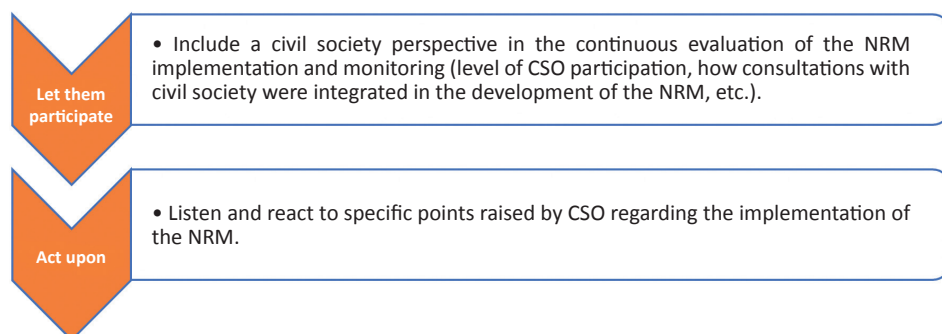 Let them
participate
• Include a civil society perspective in the continuous evaluation of the NRM
implementation and monitoring (level of CSO participation, how consultations with
civil society were integrated in the development of the NRM, etc.).
Act upon
• Listen and react to specific points raised by CSO regarding the implementation of
the NRM.